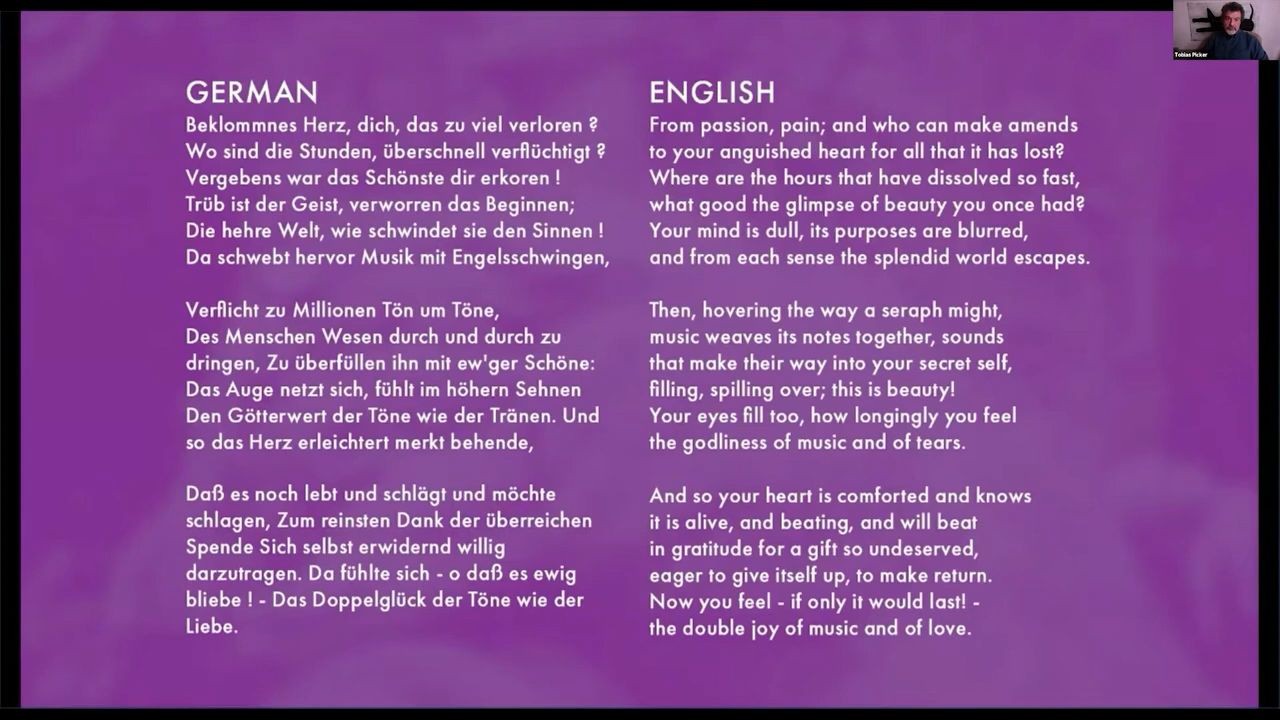 GERMAN
Beklommnes Herz, dich, das zu viel verloren ?
Wo sind die Stunden, überschnell verflüchtigt ?
Vergebens war das Schönste dir erkoren !
Trüb ist der Geist, verworren das Beginnen;
Die hehre Welt, wie schwindet sie den Sinnen !
Da schwebt hervor Musik mit Engelsschwingen,
Verflicht zu Millionen Tön um Töne,
Des Menschen Wesen durch und durch zu
dringen, Zu überfüllen ihn mit ew'ger Schöne:
Das Auge netzt sich, fühlt im höhern Sehnen
Den Götterwert der Töne wie der Tränen. Und
so das Herz erleichtert merkt behende,
Daß es noch lebt und schlägt und möchte
schlagen, Zum reinsten Dank der überreichen
Spende Sich selbst erwidernd willig
darzutragen. Da fühlte sich - o daß es ewig
bliebe ! - Das Doppelglück der Töne wie der
Liebe.
ENGLISH
From passion, pain; and who can make amends
to your anguished heart for all that it has lost?
Where are the hours that have dissolved so fast,
what good the glimpse of beauty you once had?
Your mind is dull, its purposes are blurred,
and from each sense the splendid world escapes.
Then, hovering the way a seraph might,
music weaves its notes together, sounds
that make their way into your secret self,
filling, spilling over; this is beauty!
Your eyes fill too, how longingly you feel
the godliness of music and of tears.
And so your heart is comforted and knows
it is alive, and beating, and will beat
in gratitude for a gift so undeserved,
eager to give itself up, to make return.
Now you feel - if only it would last! -
the double joy of music and of love.
Tobias Picker